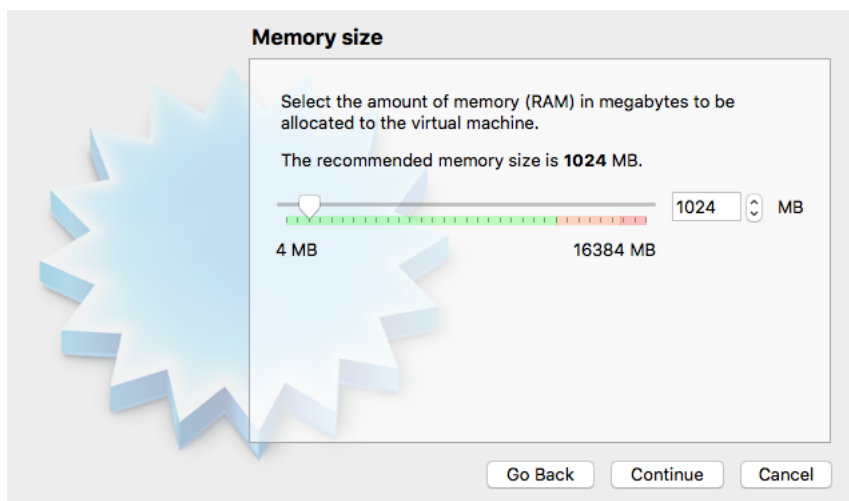 Memory size
Select the amount of memory (RAM) in megabytes to be
allocated to the virtual machine.
The recommended memory size is 1024 MB.
1024 MB
4 MB 16384 MB
Go Back Continue Cancel